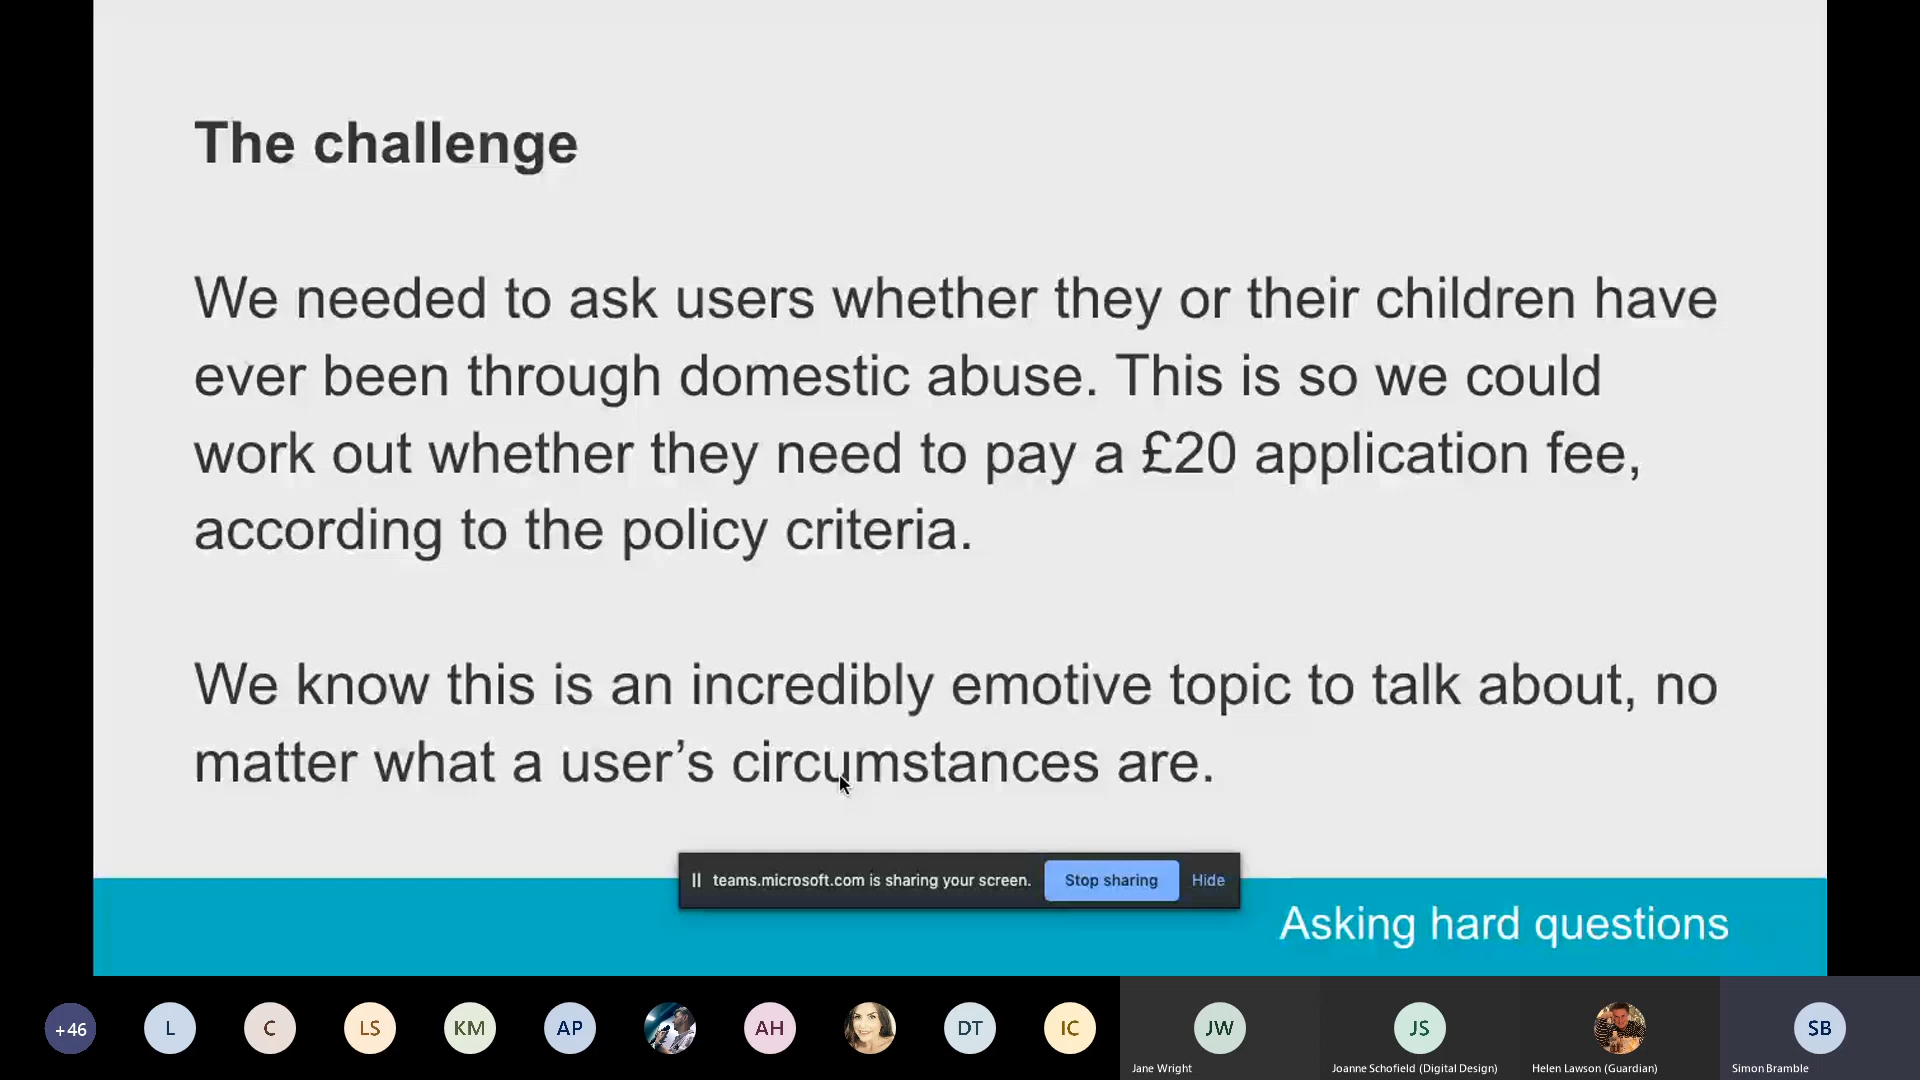 The challenge
We needed to ask users whether they or their children have
ever been through domestic abuse. This is so we could
work out whether they need to pay a £20 application fee,
according to the policy criteria.
We know this is an incredibly emotive topic to talk about, no
matter what a user’s circumstances are.
teams.microsoft.com is sharing your screen. Stop sharing Hide
Asking hard questions
+46 L C LS KM AP AH DT IC JW JS SB
Jane Wright Joanne Schofield (Digital Design) Helen Lawson (Guardian) Simon Bramble